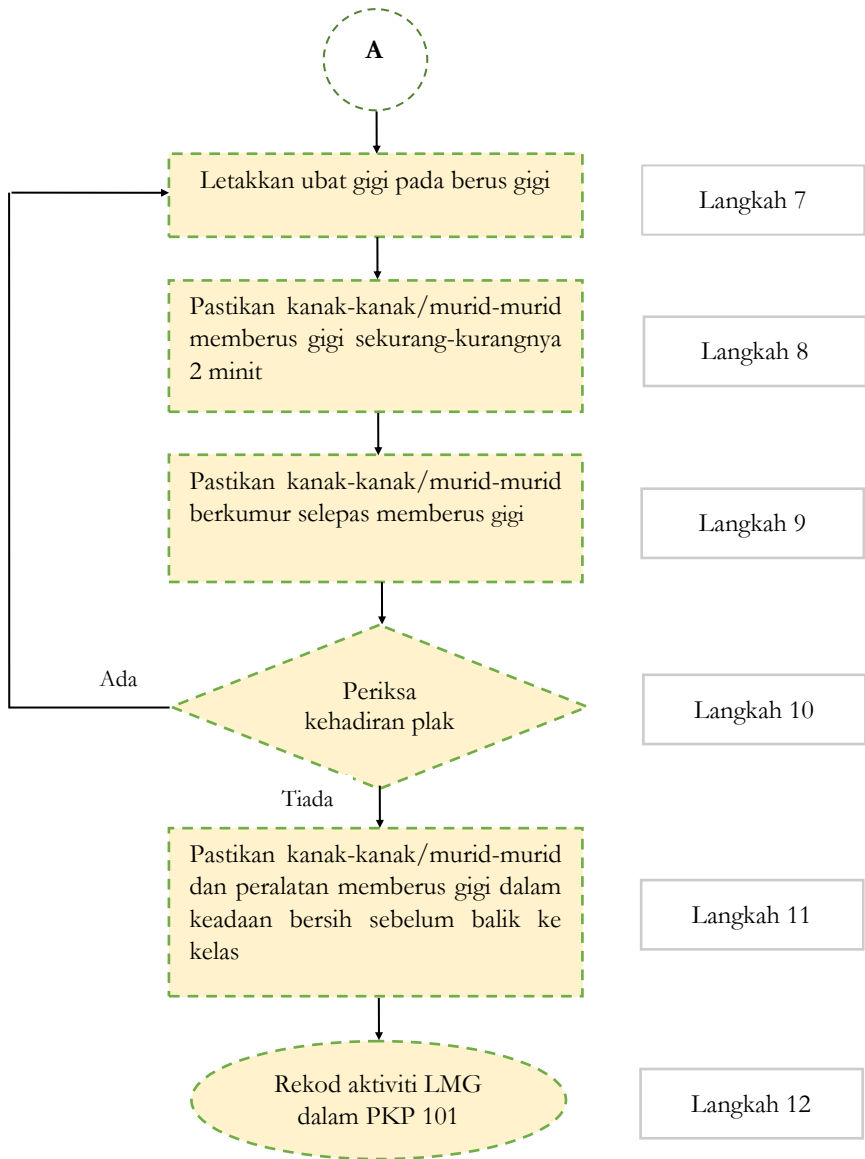 A
Letakkan ubat gigi pada berus gigi
Langkah 7
Pastikan kanak-kanak/murid-murid
memberus gigi sekurang-kurangnya
2 minit
Langkah 8
Pastikan kanak-kanak/murid-murid
berkumur selepas memberus gigi
Langkah 9
Ada
Periksa
kehadiran plak
Langkah 10
Tiada
Pastikan kanak-kanak/murid-murid
dan peralatan memberus gigi dalam
keadaan bersih sebelum balik ke
kelas
Langkah 11
Rekod aktiviti LMG
dalam PKP 101
Langkah 12